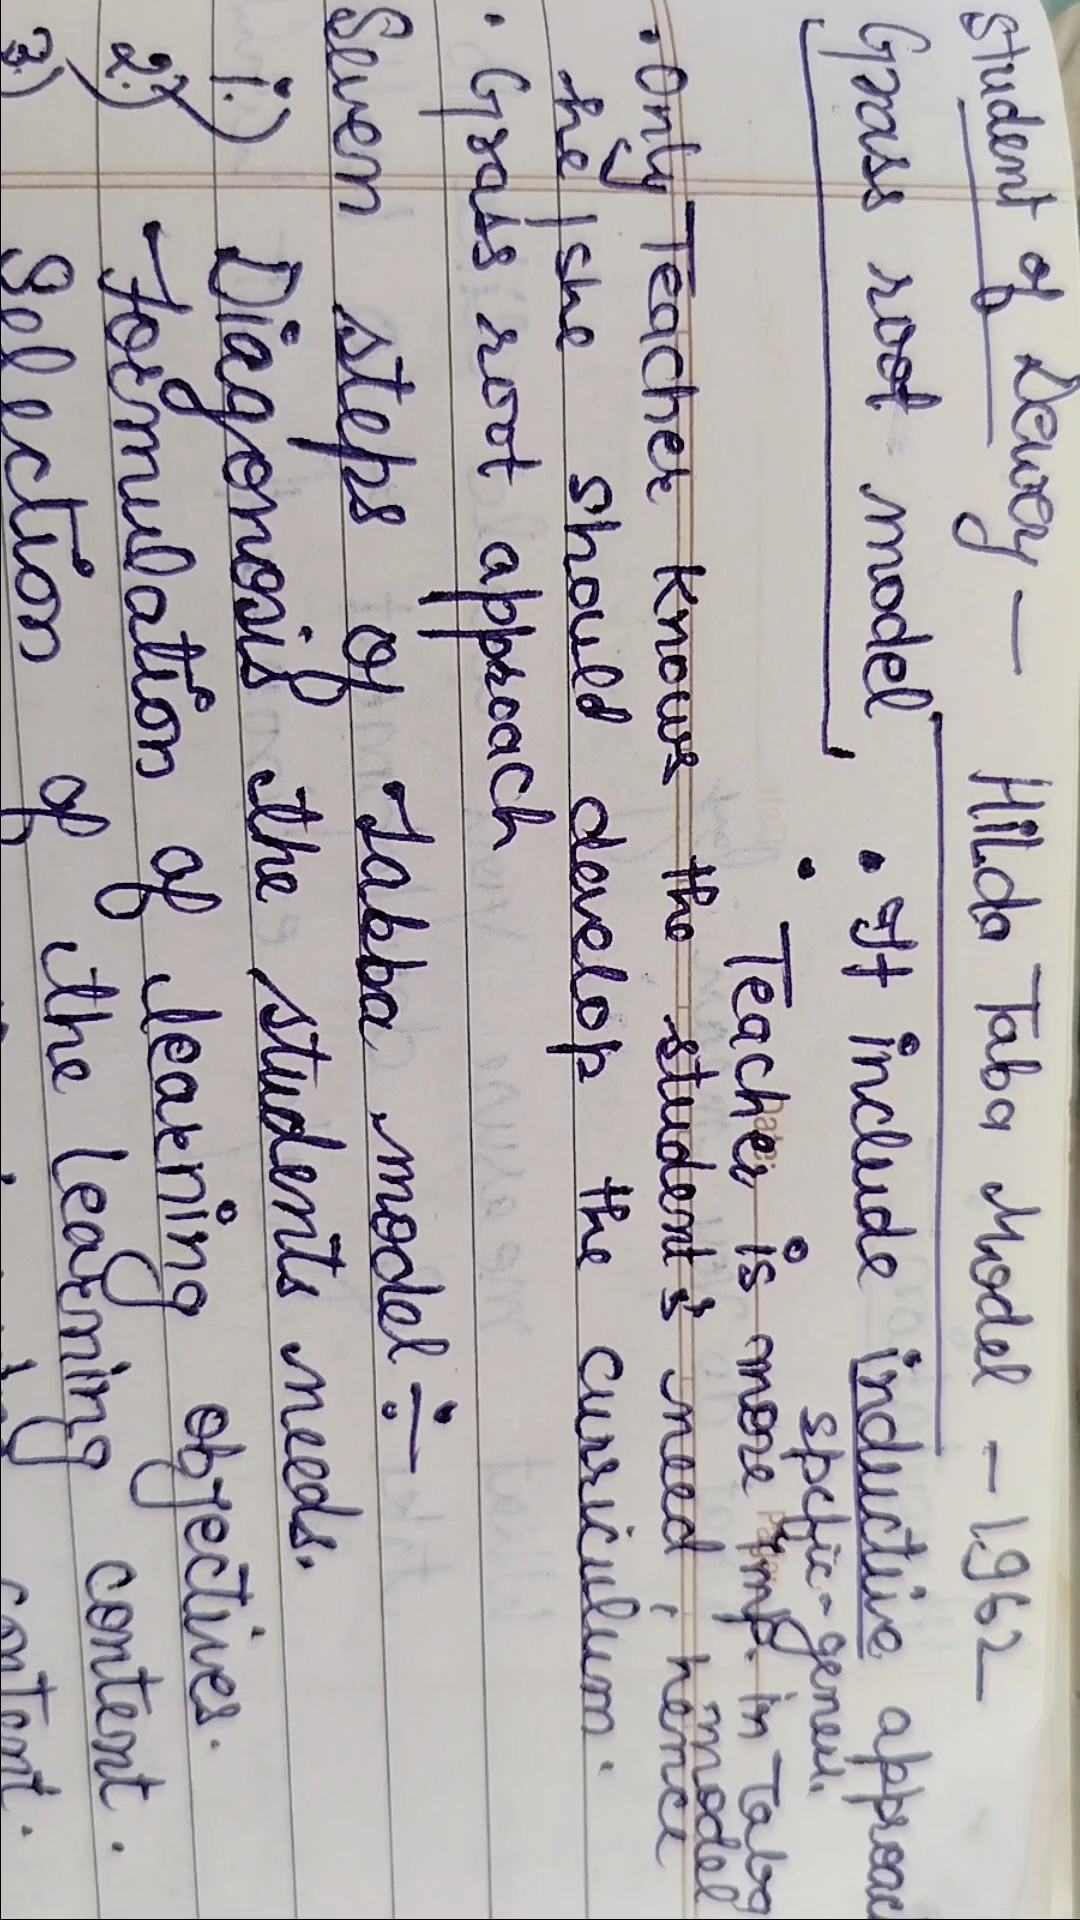 student of Dewey — Hilda Taba Model - 1962
Grass root model
• It include inductive approac
specific - gener.
• Teacher is more imp. in Taba
model
• Only Teacher knows the student's need, hence
he/she should develop the curriculum.
• Grass root approach
Seven steps of Tabba model :-
1.) Diagonosis the students needs.
2.) Formulation of learning objectives.
3.) Selection of the learning content.
content.